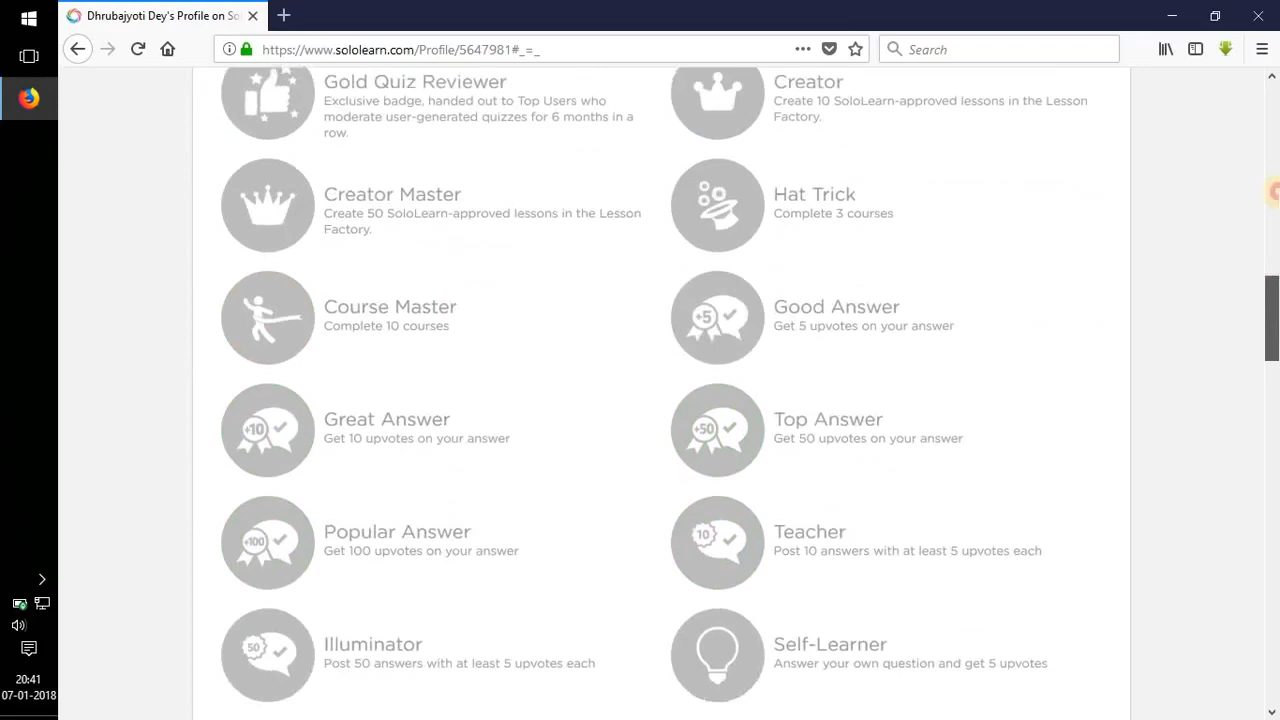 Dhrubajyoti Dey's Profile on So
https://www.sololearn.com/Profile/5647981#_=_
Search
Gold Quiz Reviewer
Exclusive badge, handed out to Top Users who
moderate user-generated quizzes for 6 months in a
row.
Creator
Create 10 SoloLearn-approved lessons in the Lesson
Factory.
Creator Master
Create 50 SoloLearn-approved lessons in the Lesson
Factory.
Hat Trick
Complete 3 courses
Course Master
Complete 10 courses
+5
Good Answer
Get 5 upvotes on your answer
+10
Great Answer
Get 10 upvotes on your answer
+50
Top Answer
Get 50 upvotes on your answer
+100
Popular Answer
Get 100 upvotes on your answer
10
Teacher
Post 10 answers with at least 5 upvotes each
50
Illuminator
Post 50 answers with at least 5 upvotes each
Self-Learner
Answer your own question and get 5 upvotes
20:41
07-01-2018